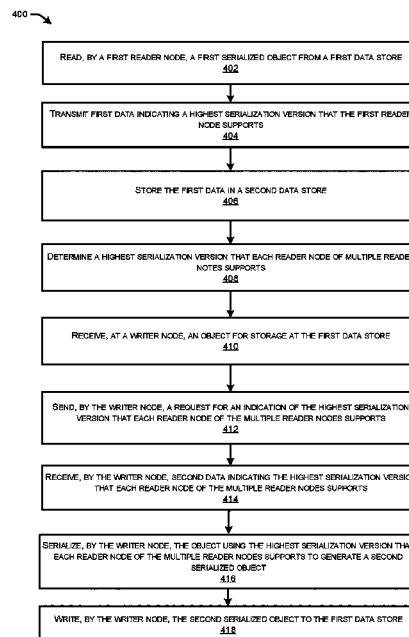 400
READ, BY A FIRST READER NODE, A FIRST SERIALIZED OBJECT FROM A FIRST DATA STORE
402
TRANSMIT FIRST DATA INDICATING A HIGHEST SERIALIZATION VERSION THAT THE FIRST READER
NODE SUPPORTS
404
STORE THE FIRST DATA IN A SECOND DATA STORE
406
DETERMINE A HIGHEST SERIALIZATION VERSION THAT EACH READER NODE OF MULTIPLE READER
NOTES SUPPORTS
408
RECEIVE, AT A WRITER NODE, AN OBJECT FOR STORAGE AT THE FIRST DATA STORE
410
SEND, BY THE WRITER NODE, A REQUEST FOR AN INDICATION OF THE HIGHEST SERIALIZATION
VERSION THAT EACH READER NODE OF THE MULTIPLE READER NODES SUPPORTS
412
RECEIVE, BY THE WRITER NODE, SECOND DATA INDICATING THE HIGHEST SERIALIZATION VERSION
THAT EACH READER NODE OF THE MULTIPLE READER NODES SUPPORTS
414
SERIALIZE, BY THE WRITER NODE, THE OBJECT USING THE HIGHEST SERIALIZATION VERSION THAT
EACH READER NODE OF THE MULTIPLE READER NODES SUPPORTS TO GENERATE A SECOND
SERIALIZED OBJECT
416
WRITE, BY THE WRITER NODE, THE SECOND SERIALIZED OBJECT TO THE FIRST DATA STORE
418